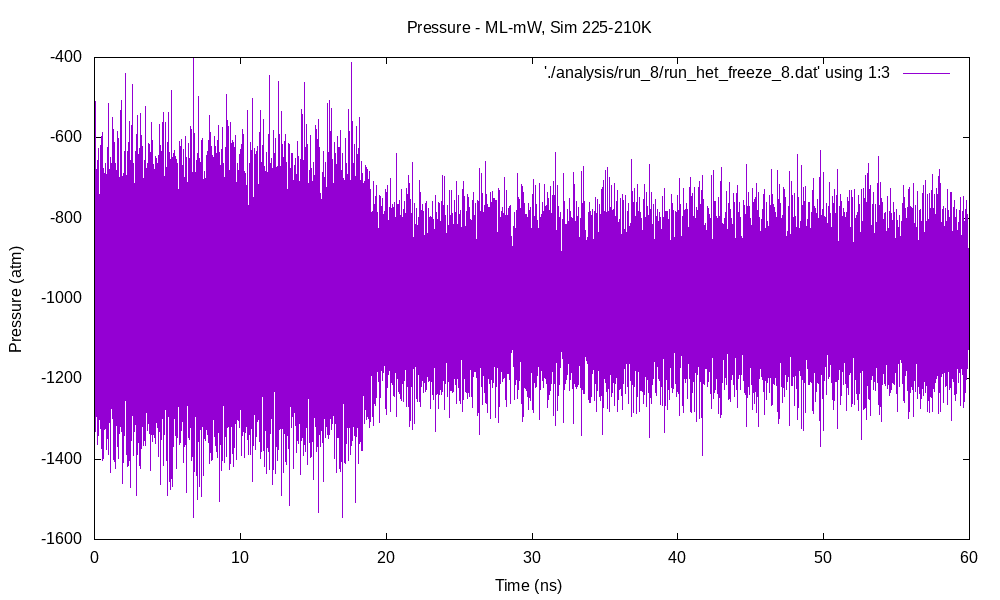 Pressure - ML-mW, Sim 225-210K
'./analysis/run_8/run_het_freeze_8.dat' using 1:3
-400
-600
-800
-1000
-1200
-1400
-1600
Pressure (atm)
0 10 20 30 40 50 60
Time (ns)